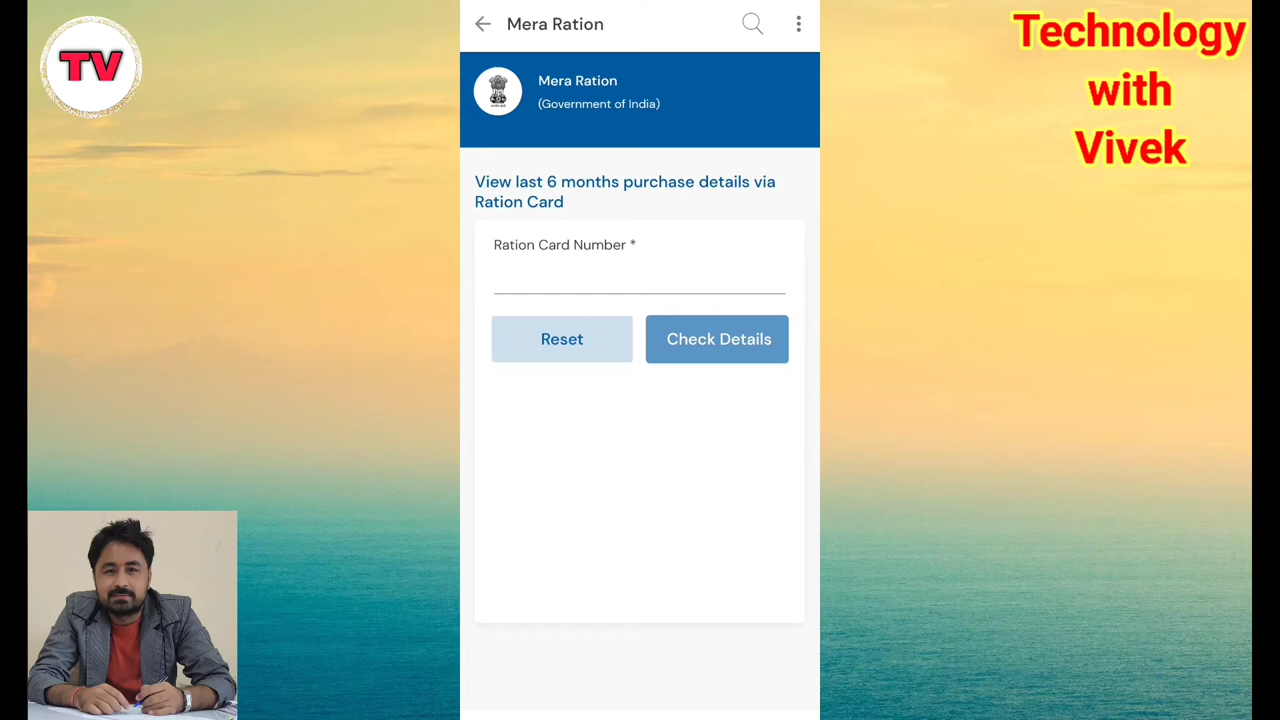 TV
Mera Ration
Technology
with
Vivek
Mera Ration
(Government of India)
View last 6 months purchase details via
Ration Card
Ration Card Number *
Reset
Check Details